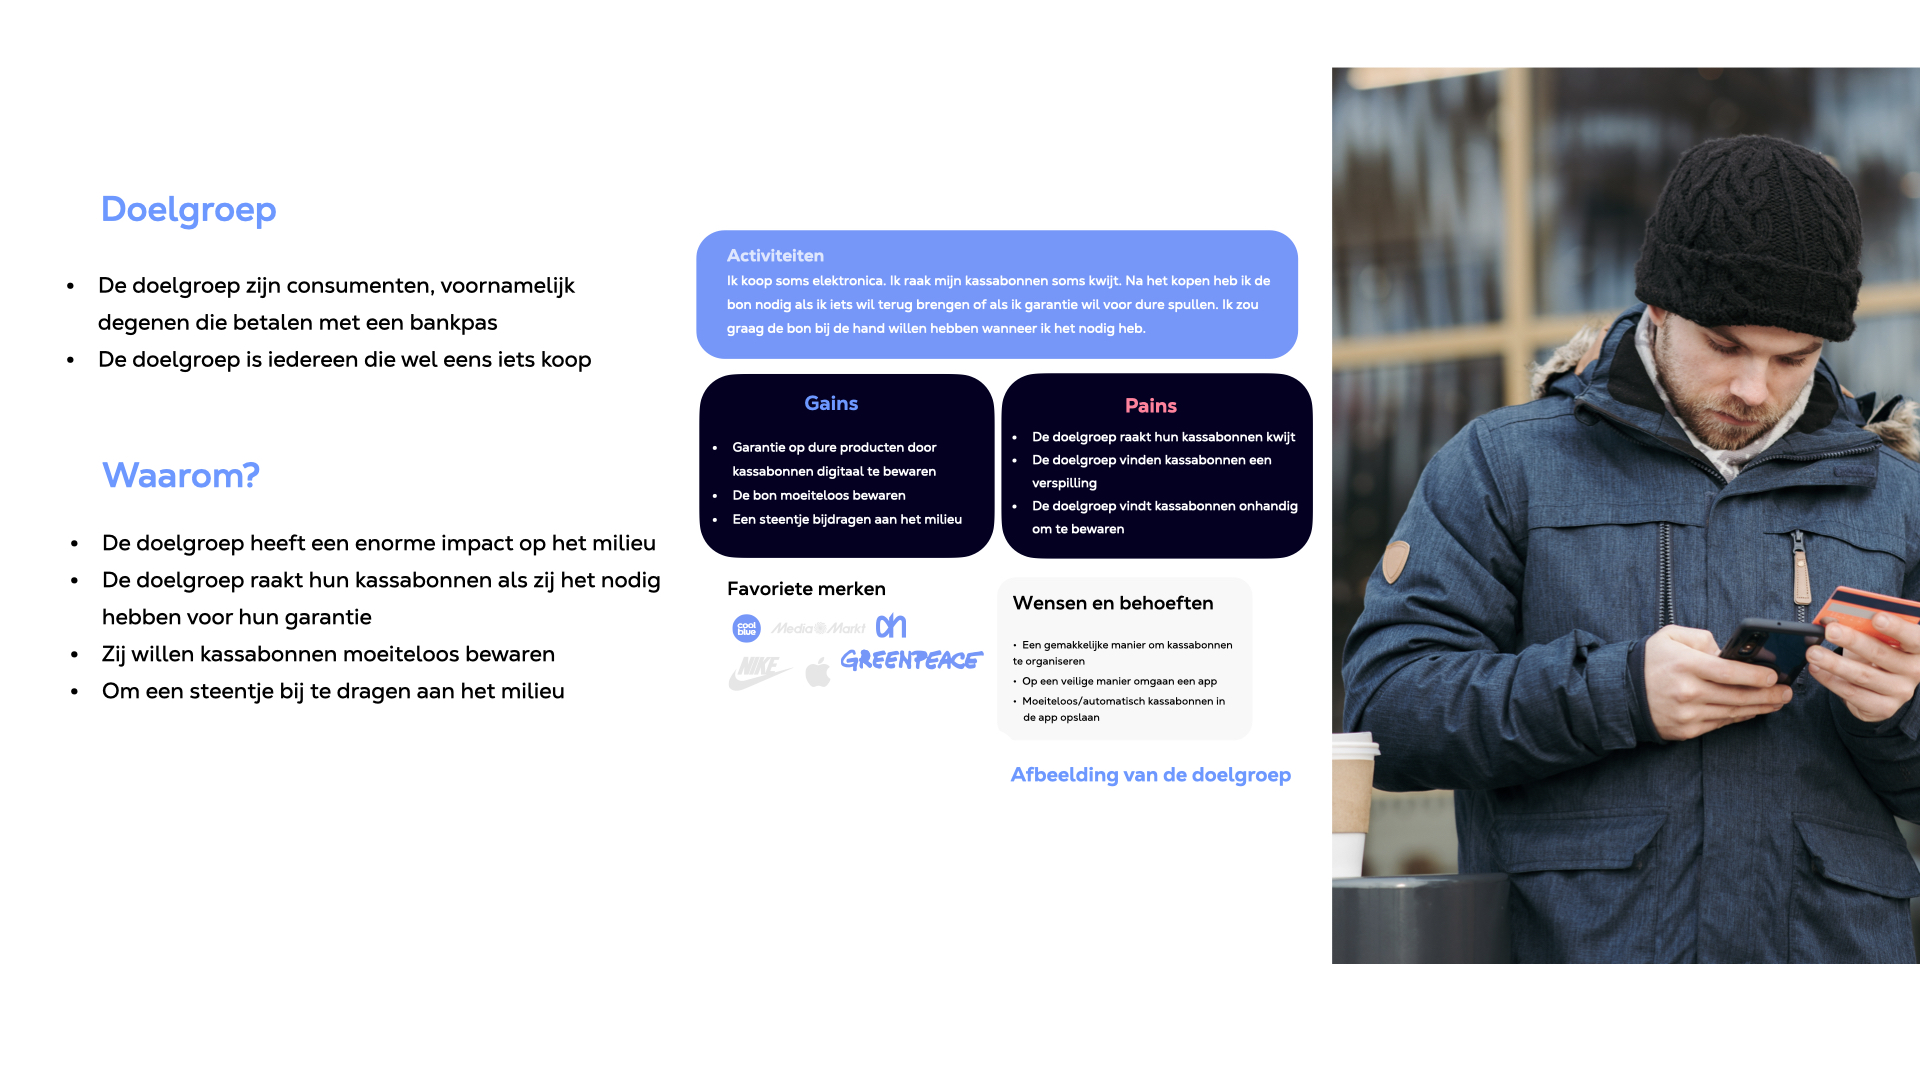 Doelgroep
• De doelgroep zijn consumenten, voornamelijk
degenen die betalen met een bankpas
• De doelgroep is iedereen die wel eens iets koop
Waarom?
• De doelgroep heeft een enorme impact op het milieu
• De doelgroep raakt hun kassabonnen als zij het nodig
hebben voor hun garantie
• Zij willen kassabonnen moeiteloos bewaren
• Om een steentje bij te dragen aan het milieu
Activiteiten
Ik koop soms elektronica. Ik raak mijn kassabonnen soms kwijt. Na het kopen heb ik de
bon nodig als ik iets wil terug brengen of als ik garantie wil voor dure spullen. Ik zou
graag de bon bij de hand willen hebben wanneer ik het nodig heb.
Gains
• Garantie op dure producten door
kassabonnen digitaal te bewaren
• De bon moeiteloos bewaren
• Een steentje bijdragen aan het milieu
Pains
• De doelgroep raakt hun kassabonnen kwijt
• De doelgroep vinden kassabonnen een
verspilling
• De doelgroep vindt kassabonnen onhandig
om te bewaren
Favoriete merken
cool
blue
Media Markt
ah
NIKE
GREENPEACE
Wensen en behoeften
• Een gemakkelijke manier om kassabonnen
te organiseren
• Op een veilige manier omgaan een app
• Moeiteloos/automatisch kassabonnen in
de app opslaan
Afbeelding van de doelgroep